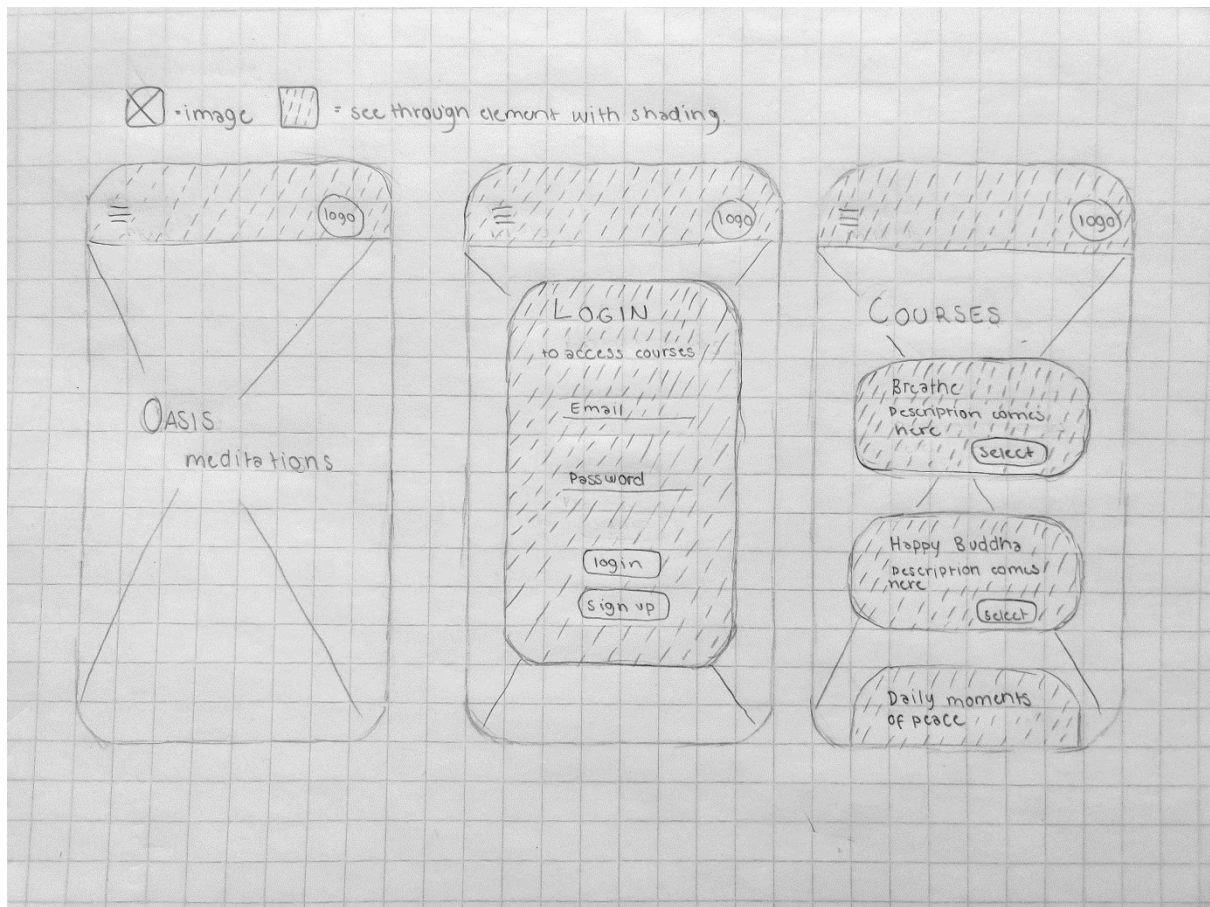 = image = see through element with shading.
logo
OASIS
meditations
logo
LOGIN
to access courses
Email
Password
login
sign up
logo
COURSES
Breathe
Description comes
here
select
Happy Buddha
Description comes
here
select
Daily moments
of peace